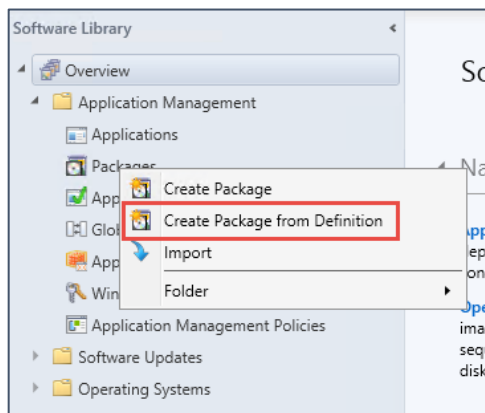 Software Library
Overview
Application Management
Applications
Packages
Create Package
Create Package from Definition
Import
Folder
Application Management Policies
Software Updates
Operating Systems